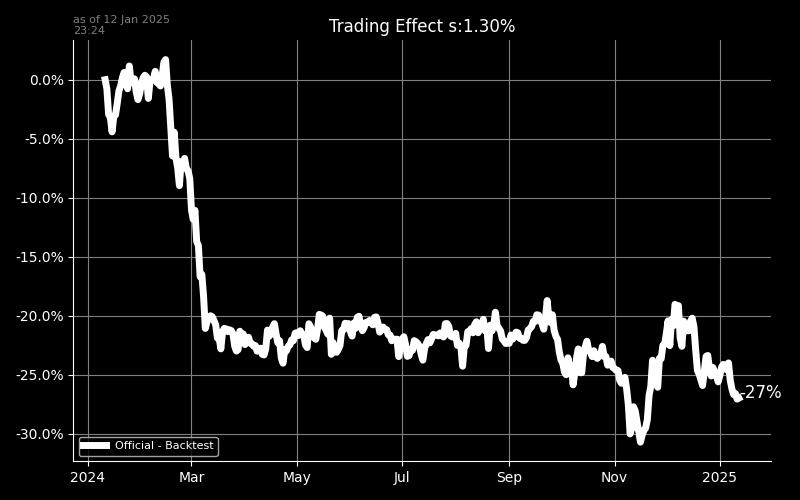 as of 12 Jan 2025
23:24
Trading Effect s:1.30%
0.0%
-5.0%
-10.0%
-15.0%
-20.0%
-25.0%
-30.0%
-27%
Official - Backtest
2024 Mar May Jul Sep Nov 2025